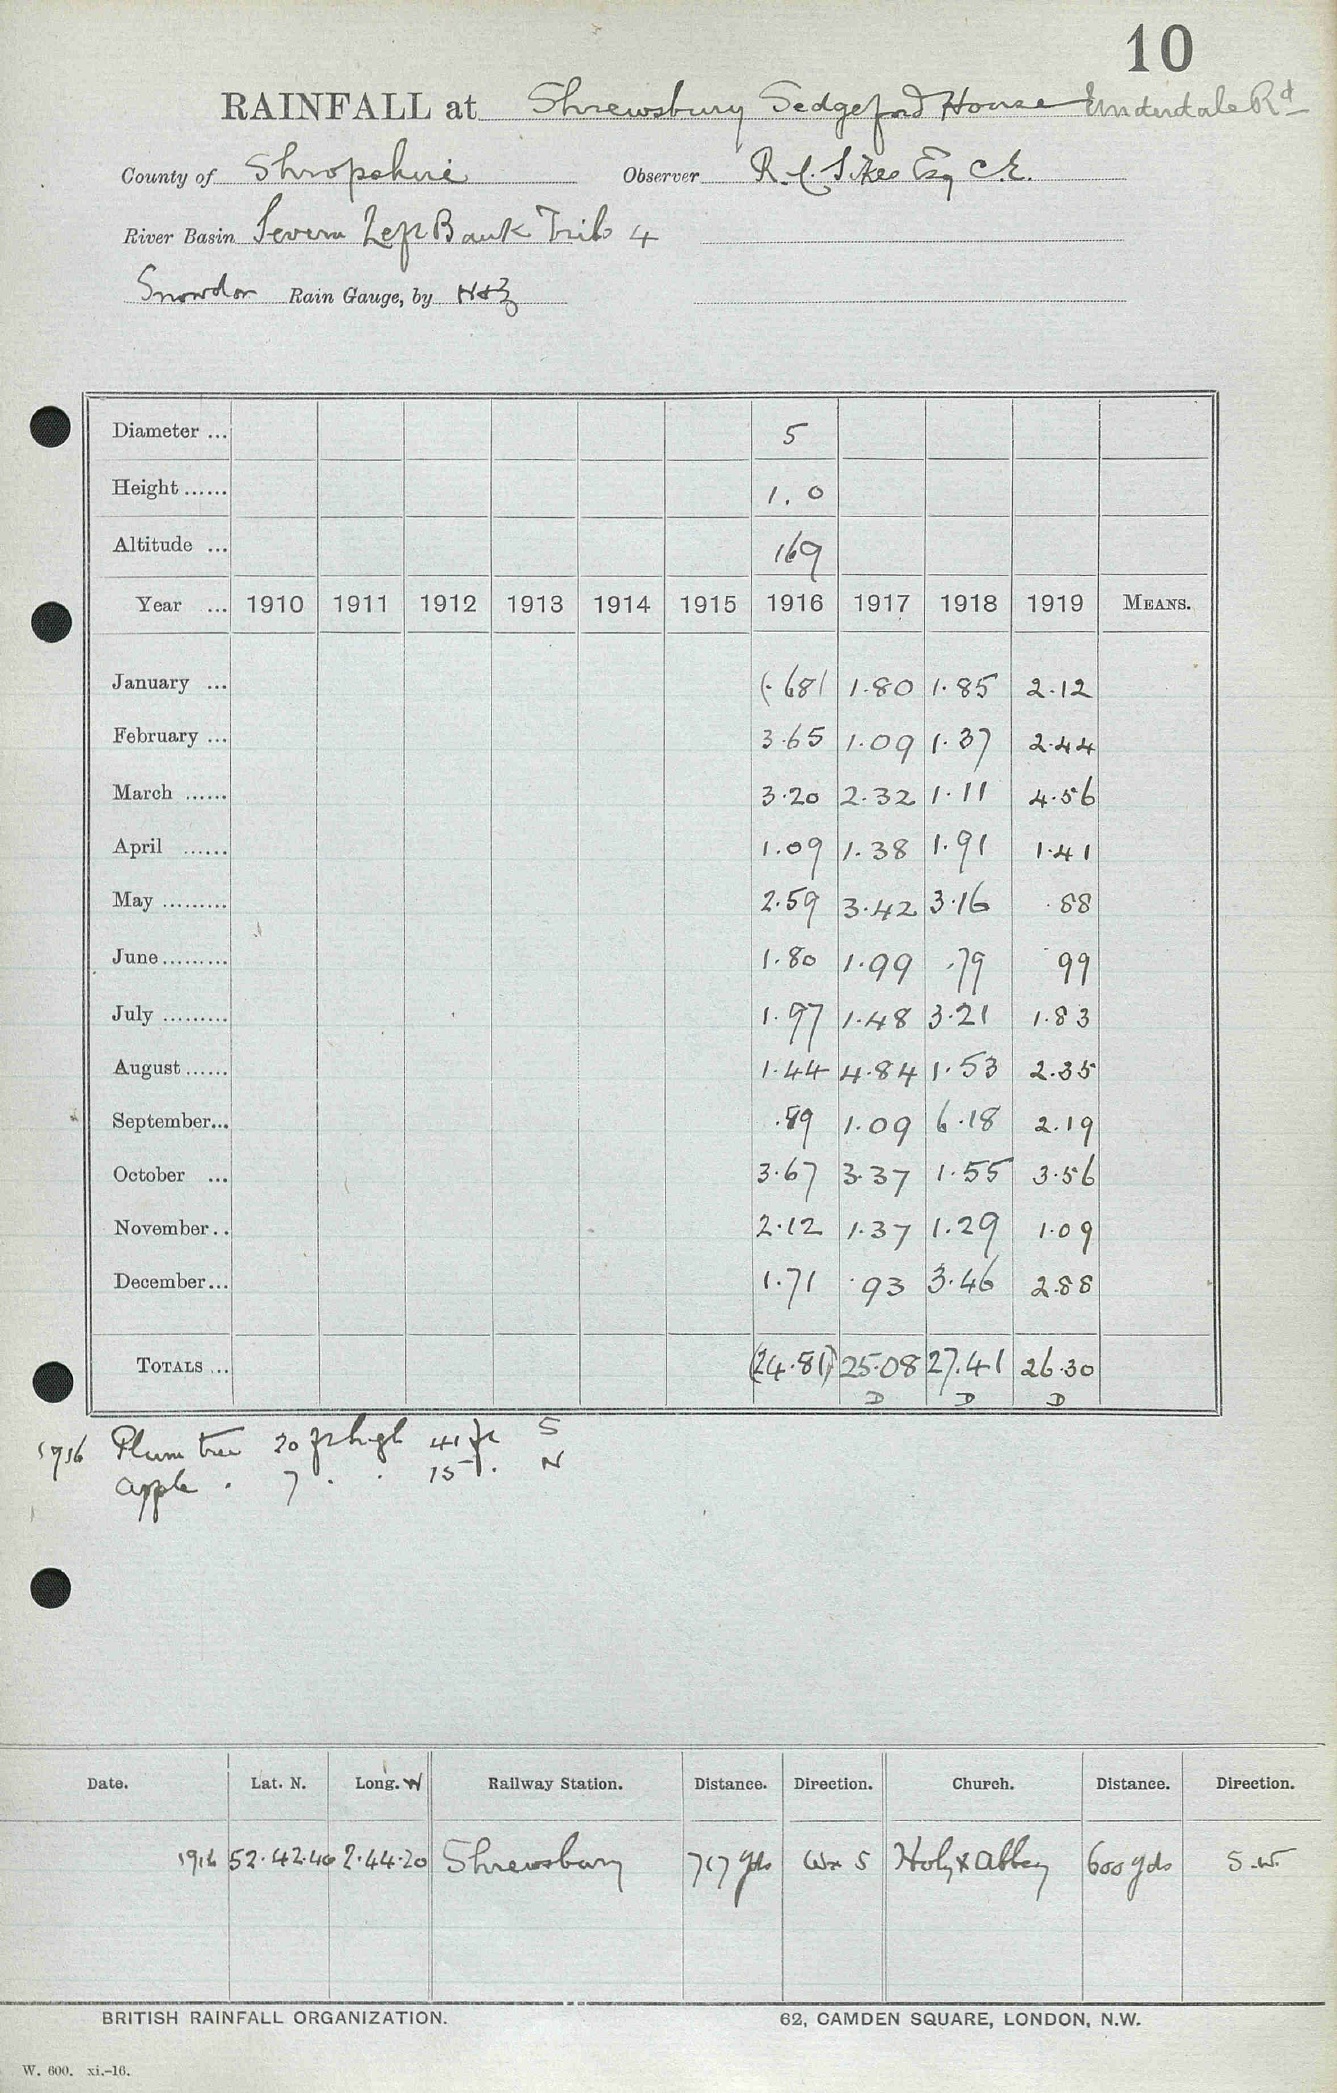 10
RAINFALL at Shrewsbury Sedgeford House Underdale Rd
County of Shropshire Observer R. C. Sikes Esq C.E.
River Basin Severn Left Bank Trib 4
Snowdon Rain Gauge, by N&Z
Diameter ... 5
Height ...... 1.0
Altitude ... 169
Year ... 1910 1911 1912 1913 1914 1915 1916 1917 1918 1919 MEANS.
January ... (.68) 1.80 1.85 2.12
February ... 3.65 1.09 1.37 2.44
March ...... 3.20 2.32 1.11 4.56
April ...... 1.09 1.38 1.91 1.41
May ......... 2.59 3.42 3.16 .88
June ......... 1.80 1.99 .79 .99
July ......... 1.97 1.48 3.21 1.83
August ...... 1.44 4.84 1.53 2.35
September... .89 1.09 6.18 2.19
October ... 3.67 3.37 1.55 3.56
November .. 2.12 1.37 1.29 1.09
December... 1.71 .93 3.46 2.88
TOTALS ... (24.81) 25.08 27.41 26.30
D D D
1916 Plum tree 20 ft high 41 ft S
apple . 7 . . 15 . N
Date. Lat. N. Long. W Railway Station. Distance. Direction. Church. Distance. Direction.
1916 52.42.40 2.44.20 Shrewsbury 717 yds W x S Holy x Abbey 600 yds S.W.
BRITISH RAINFALL ORGANIZATION. 62, CAMDEN SQUARE, LONDON, N.W.
W. 600. xi.-16.